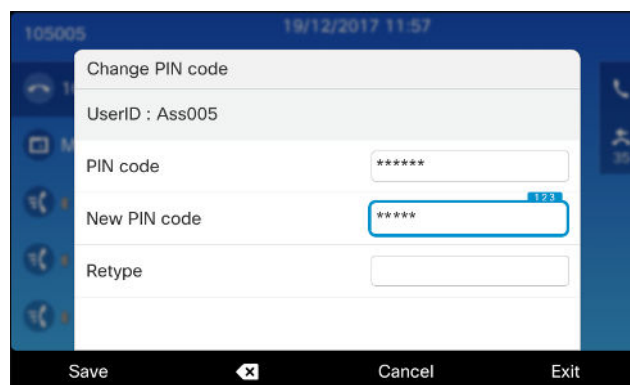 105005 19/12/2017 11:57
Change PIN code
UserID : Ass005
PIN code ******
123
New PIN code *****
Retype
Save Cancel Exit